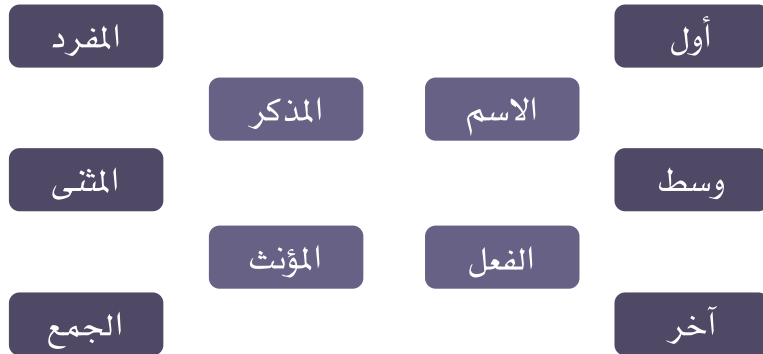 أول
وسط
آخر
الاسم
الفعل
المذكر
المؤنث
المفرد
المثنى
الجمع